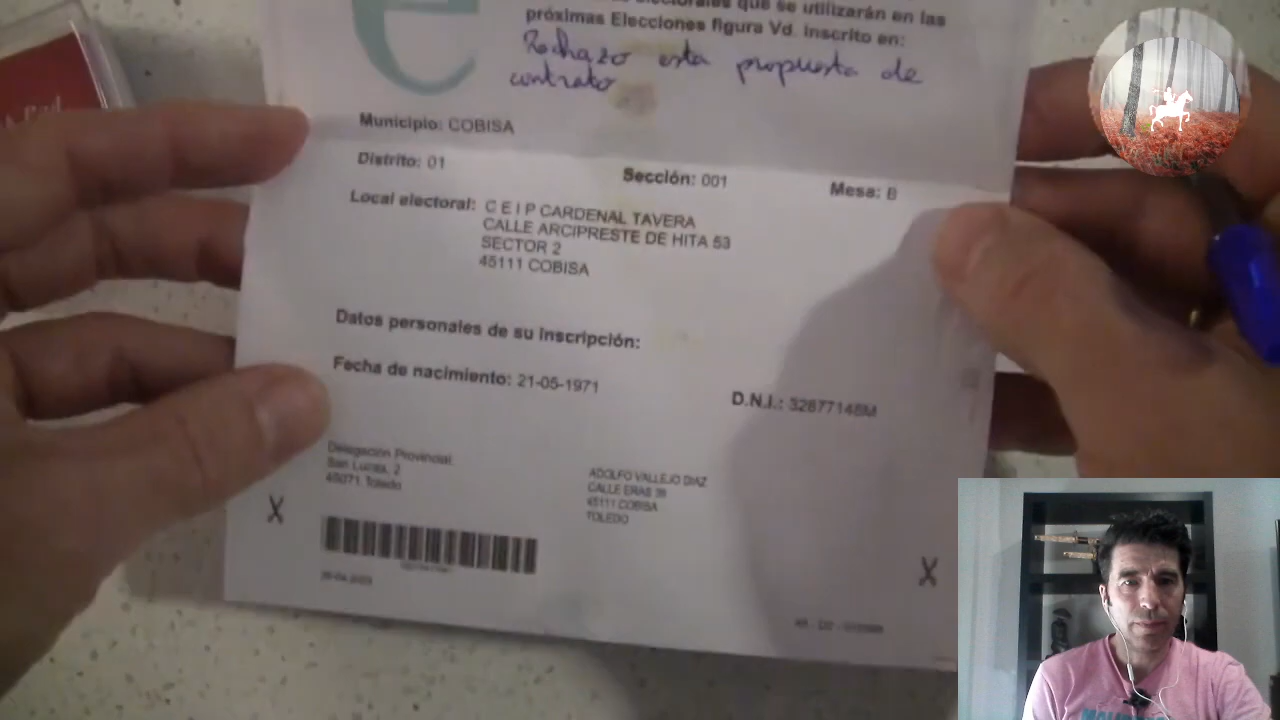 electorales que se utilizarán en las
próximas Elecciones figura Vd. inscrito en:
Rechazo esta propuesta de
contrato
Municipio: COBISA
Distrito: 01
Sección: 001
Mesa: B
Local electoral: C E I P CARDENAL TAVERA
CALLE ARCIPRESTE DE HITA 53
SECTOR 2
45111 COBISA
Datos personales de su inscripción:
Fecha de nacimiento: 21-05-1971
D.N.I.: 32877148M
Delegación Provincial:
2
45071 Toledo
ADOLFO VALLEJO DIAZ
CALLE ERAS
45111 COBISA
TOLEDO
X
X